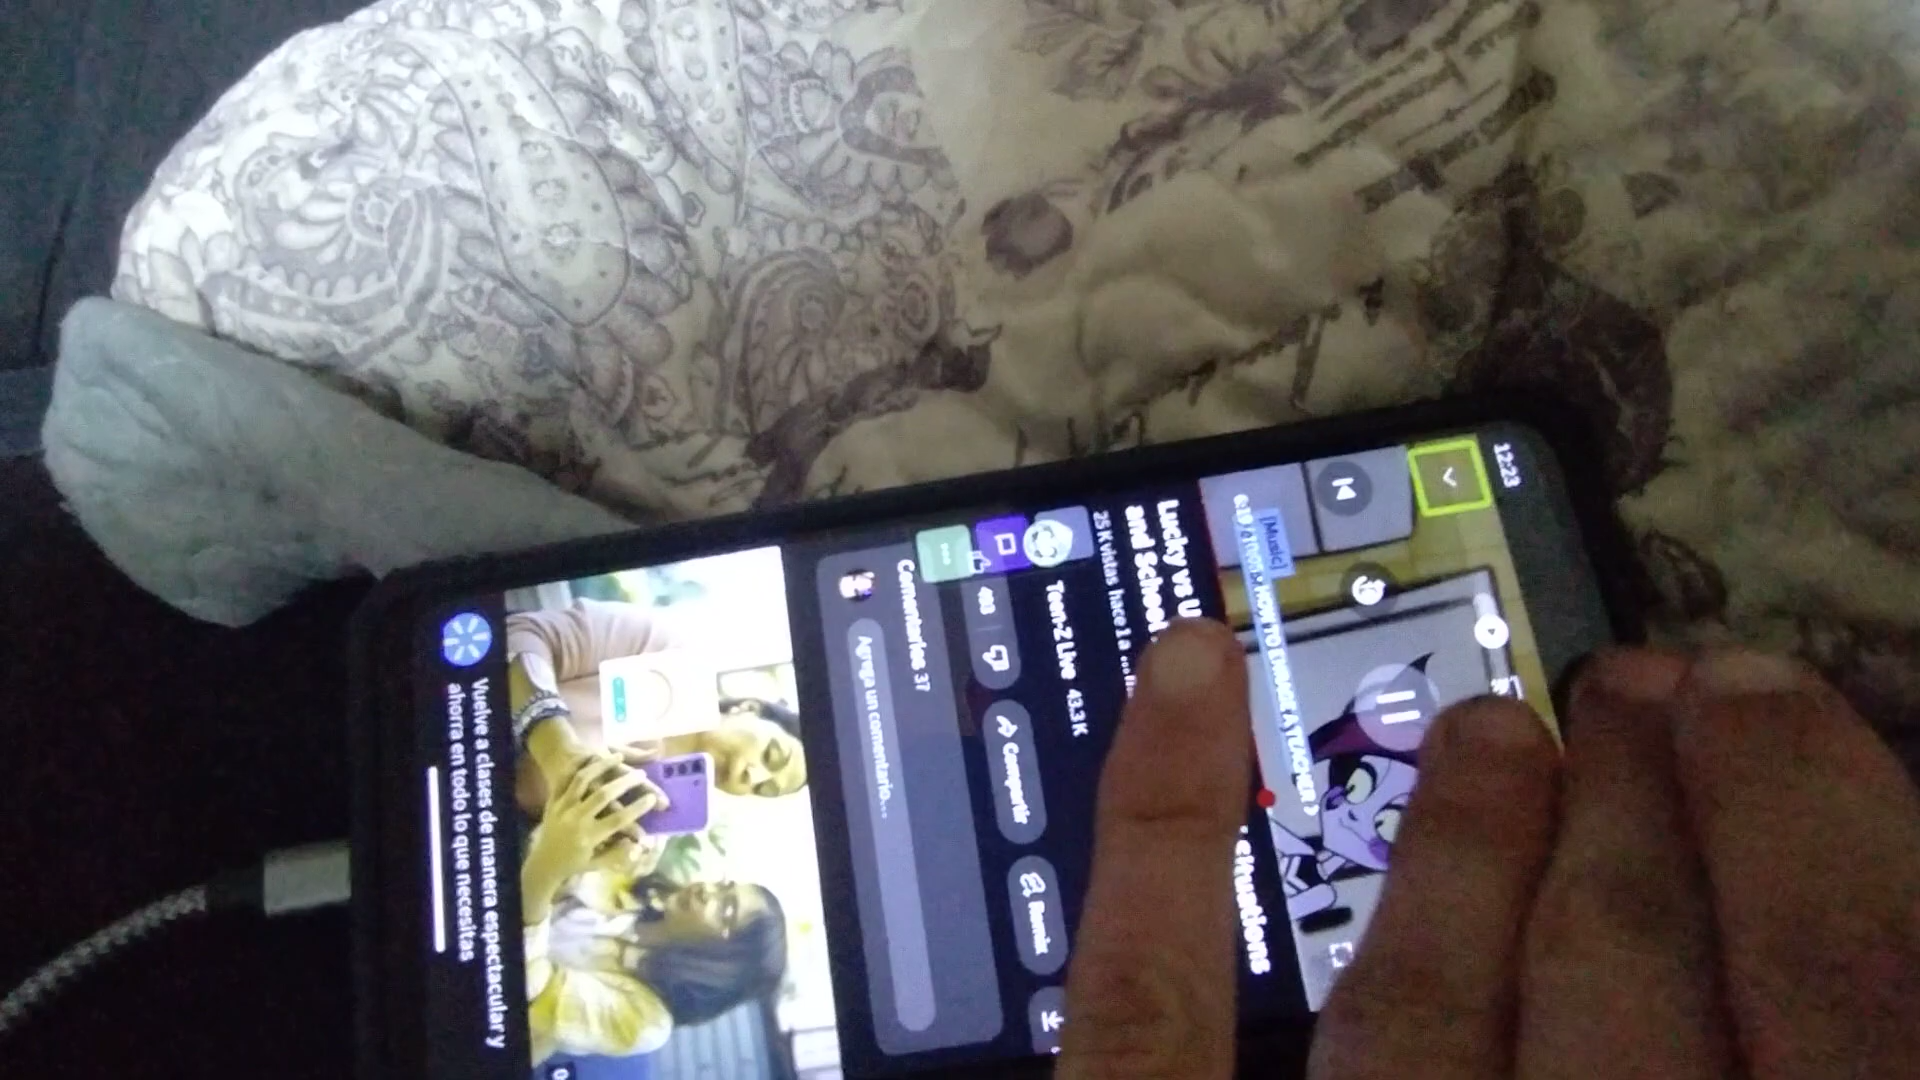 12:23
[Music]
HOW TO ENRAGE A TEACHER ?
Lucky vs U
and School
situations
25 K vistas hace 1 a
Teen-Z Live 43.3 K
Compartir
Remix
Comentarios 37
Agrega un comentario...
Vuelve a clases de manera espectacular y
ahorra en todo lo que necesitas